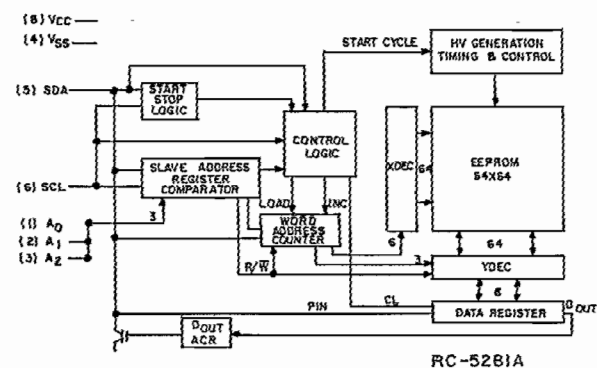 (8) VCC
(4) VSS
START CYCLE
HV GENERATION
TIMING & CONTROL
(5) SDA
START
STOP
LOGIC
CONTROL
LOGIC
XDEC
64
EEPROM
64X64
(6) SCL
SLAVE ADDRESS
REGISTER
COMPARATOR
LOAD
INC
(1) A0
3
(2) A1
(3) A2
WORD
ADDRESS
COUNTER
6
64
R/W̅
3
YDEC
8
PIN
CL
DATA REGISTER
DOUT
DOUT
ACK
RC-5281A